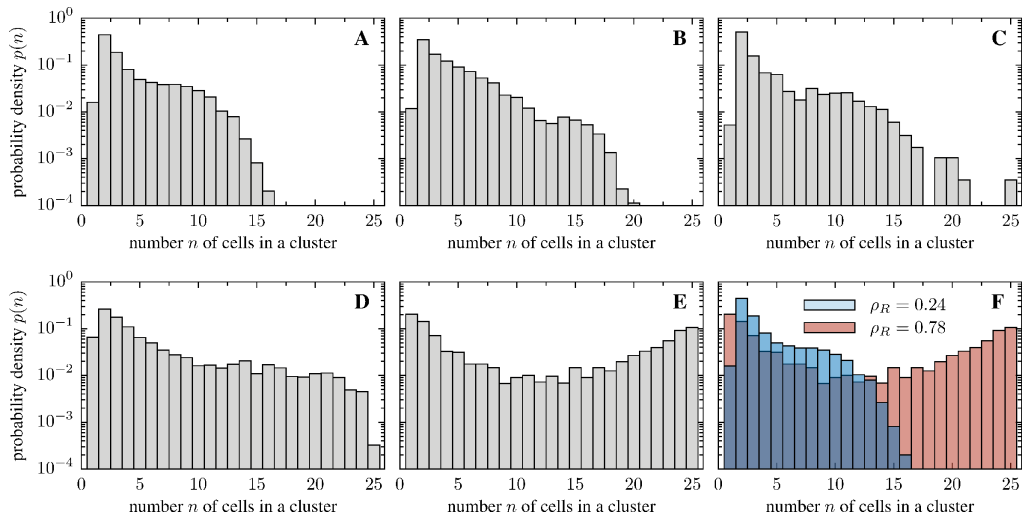 10^0
10^{-1}
10^{-2}
10^{-3}
10^{-4}
probability density p(n)
A
B
C
0 5 10 15 20 25
0 5 10 15 20 25
0 5 10 15 20 25
number n of cells in a cluster
number n of cells in a cluster
number n of cells in a cluster
10^0
10^{-1}
10^{-2}
10^{-3}
10^{-4}
probability density p(n)
D
E
F
ρ_R = 0.24
ρ_R = 0.78
0 5 10 15 20 25
0 5 10 15 20 25
0 5 10 15 20 25
number n of cells in a cluster
number n of cells in a cluster
number n of cells in a cluster